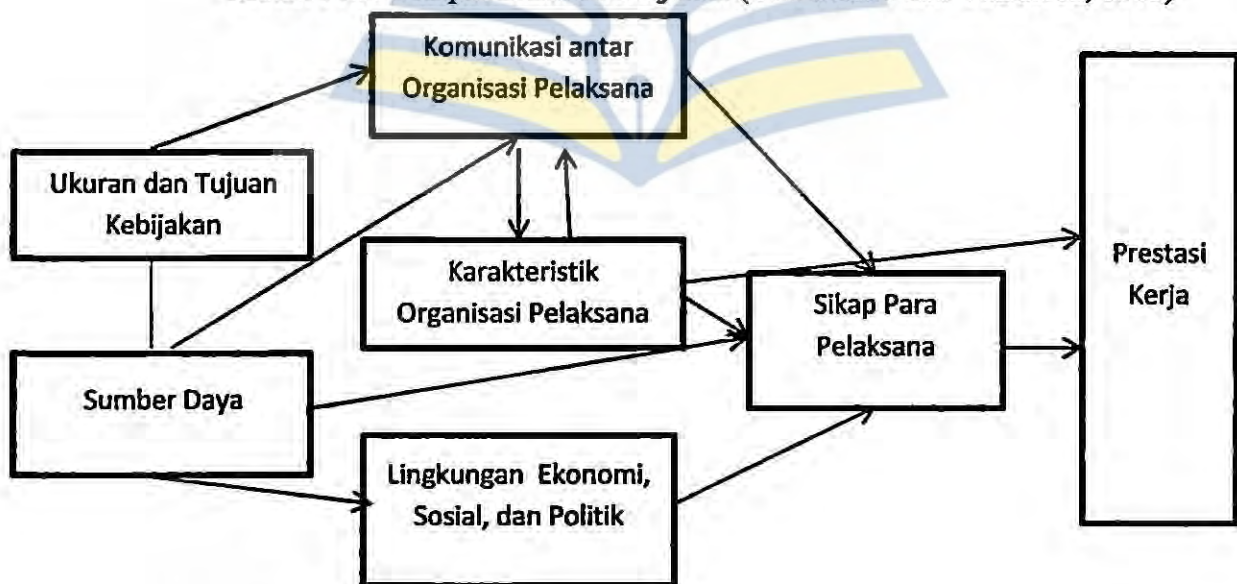 Komunikasi antar
Organisasi Pelaksana
Ukuran dan Tujuan
Kebijakan
Karakteristik
Organisasi Pelaksana
Sumber Daya
Lingkungan Ekonomi,
Sosial, dan Politik
Sikap Para
Pelaksana
Prestasi
Kerja